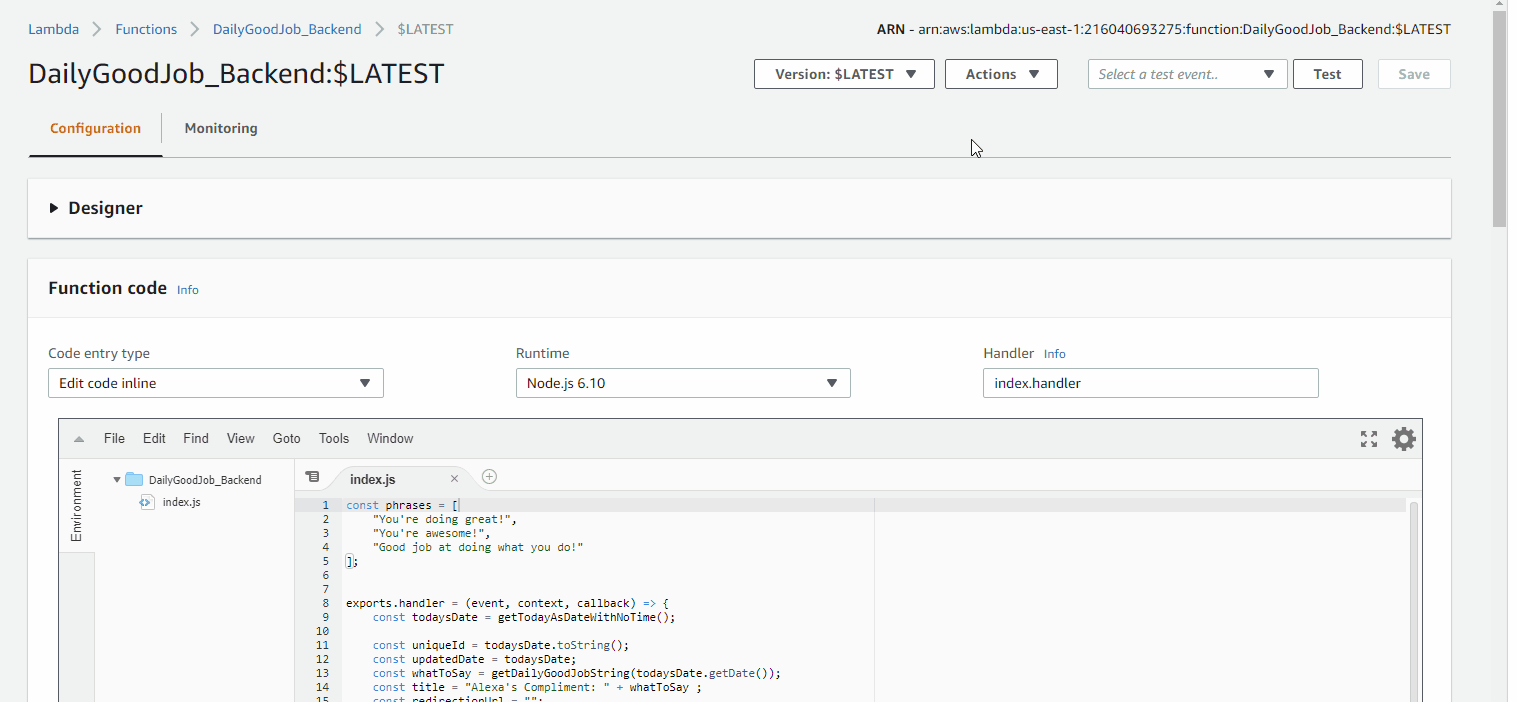 Lambda Functions DailyGoodJob_Backend $LATEST
ARN - arn:aws:lambda:us-east-1:216040693275:function:DailyGoodJob_Backend:$LATEST
DailyGoodJob_Backend:$LATEST
Version: $LATEST Actions Select a test event.. Test Save
Configuration Monitoring
Designer
Function code Info
Code entry type Runtime Handler Info
Edit code inline Node.js 6.10 index.handler
File Edit Find View Goto Tools Window
Environment
DailyGoodJob_Backend
index.js
index.js
1 const phrases = [
2 "You're doing great!",
3 "You're awesome!",
4 "Good job at doing what you do!"
5 ];
6
7
8 exports.handler = (event, context, callback) => {
9 const todaysDate = getTodayAsDateWithNoTime();
10
11 const uniqueId = todaysDate.toString();
12 const updatedDate = todaysDate;
13 const whatToSay = getDailyGoodJobString(todaysDate.getDate());
14 const title = "Alexa's Compliment: " + whatToSay ;
15 const redirectionUrl = "";